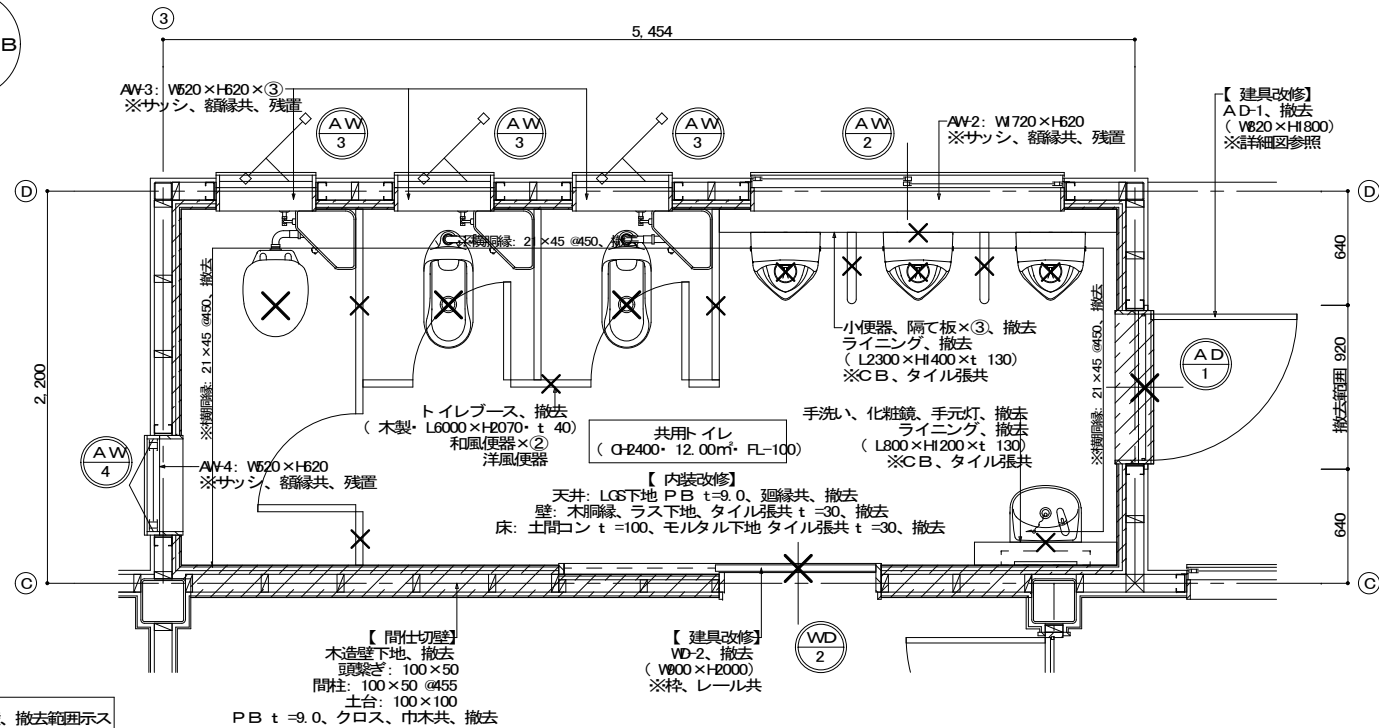 B
③
5,454
AW-3: W520×H620×③
※サッシ、額縁共、残置
AW
3
AW
3
AW
3
AW
2
AW-2: W1720×H620
※サッシ、額縁共、残置
【 建具改修】
AD-1、撤去
( W820×H1800)
※詳細図参照
D
D
※横胴縁: 21×45 @450、撤去
※横胴縁: 21×45 @450、撤去
※横胴縁: 21×45 @450、撤去
640
撤去範囲 920
640
2,200
小便器、隔て板×③、撤去
ライニング、撤去
( L2300×H1400×t 130)
※CB、タイル張共
AD
1
トイレブース、撤去
( 木製・L6000×H2070・t 40)
和風便器×②
洋風便器
共用トイレ
( CH2400・12.00㎡・FL-100)
手洗い、化粧鏡、手元灯、撤去
ライニング、撤去
( L800×H1200×t 130)
※CB、タイル張共
AW
4
AW-4: W520×H620
※サッシ、額縁共、残置
【 内装改修】
天井: LGS下地 PB t=9.0、廻縁共、撤去
壁: 木胴縁、ラス下地、タイル張共 t=30、撤去
床: 土間コン t=100、モルタル下地 タイル張共 t=30、撤去
C
C
【 間仕切壁】
木造壁下地、撤去
頭繋ぎ: 100×50
間柱: 100×50 @455
土台: 100×100
PB t=9.0、クロス、巾木共、撤去
【 建具改修】
WD-2、撤去
( W900×H2000)
※枠、レール共
WD
2
、撤去範囲示ス